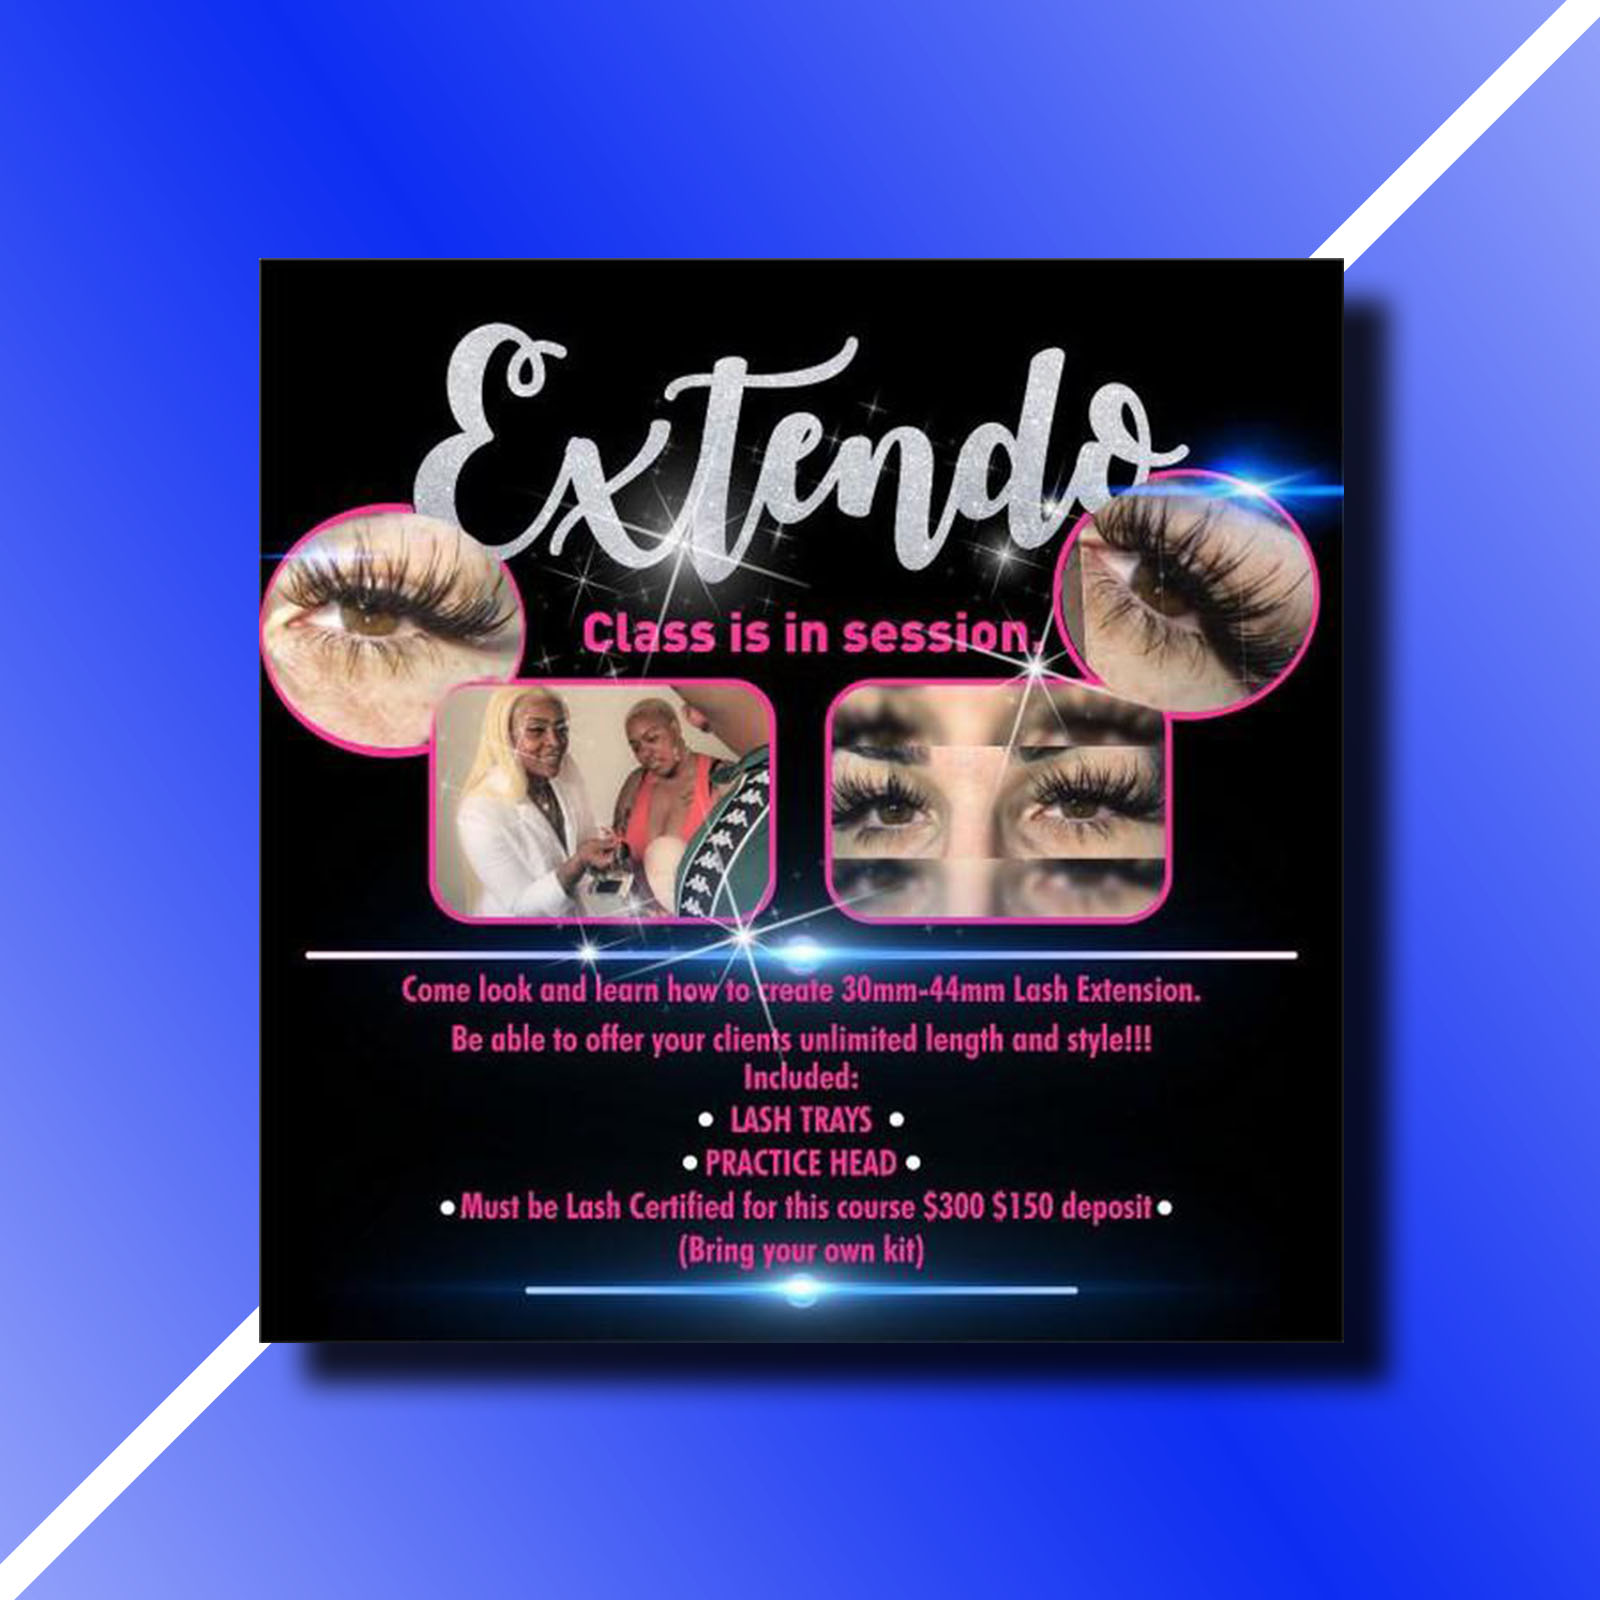 Extendo
Class is in session.
Come look and learn how to create 30mm-44mm Lash Extension.
Be able to offer your clients unlimited length and style!!!
Included:
• LASH TRAYS •
• PRACTICE HEAD •
•Must be Lash Certified for this course $300 $150 deposit•
(Bring your own kit)